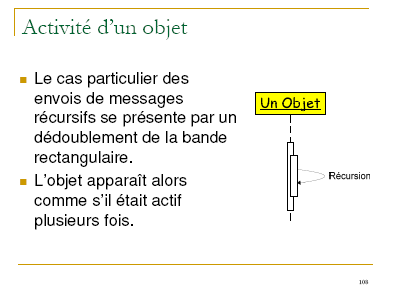 Activité d'un objet
Le cas particulier des
envois de messages
récursifs se présente par un
dédoublement de la bande
rectangulaire.
L'objet apparaît alors
comme s'il était actif
plusieurs fois.
Un Objet
Récursion
108